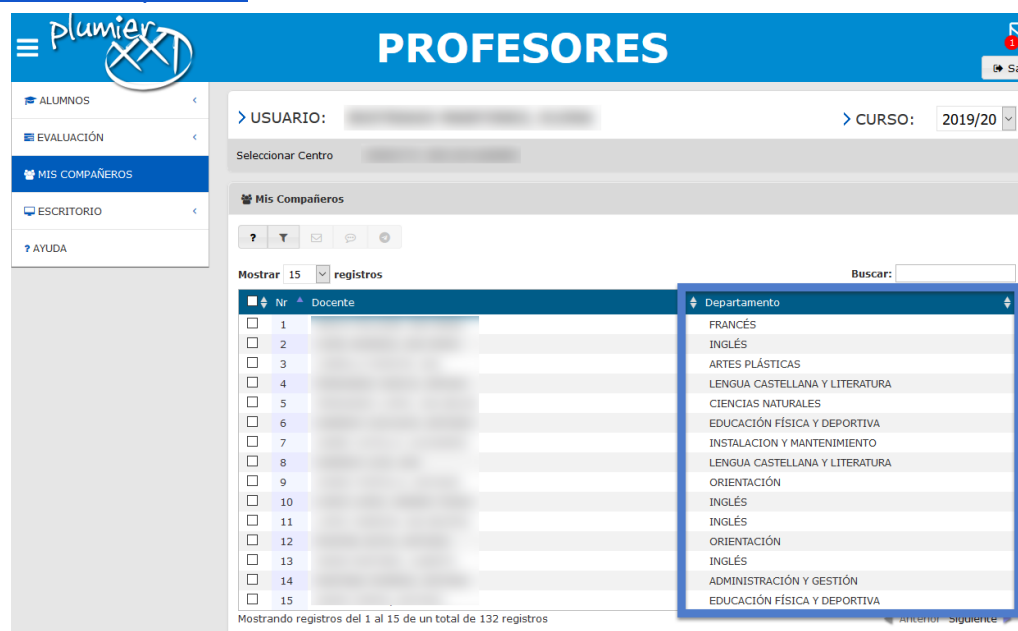 plumier
XXI
PROFESORES
1
ALUMNOS
EVALUACIÓN
MIS COMPAÑEROS
ESCRITORIO
? AYUDA
USUARIO:
CURSO: 2019/20
Seleccionar Centro
Mis Compañeros
?
Mostrar 15 registros
Buscar:
Nr Docente Departamento
1 FRANCÉS
2 INGLÉS
3 ARTES PLÁSTICAS
4 LENGUA CASTELLANA Y LITERATURA
5 CIENCIAS NATURALES
6 EDUCACIÓN FÍSICA Y DEPORTIVA
7 INSTALACION Y MANTENIMIENTO
8 LENGUA CASTELLANA Y LITERATURA
9 ORIENTACIÓN
10 INGLÉS
11 INGLÉS
12 ORIENTACIÓN
13 INGLÉS
14 ADMINISTRACIÓN Y GESTIÓN
15 EDUCACIÓN FÍSICA Y DEPORTIVA
Mostrando registros del 1 al 15 de un total de 132 registros
Anterior Siguiente